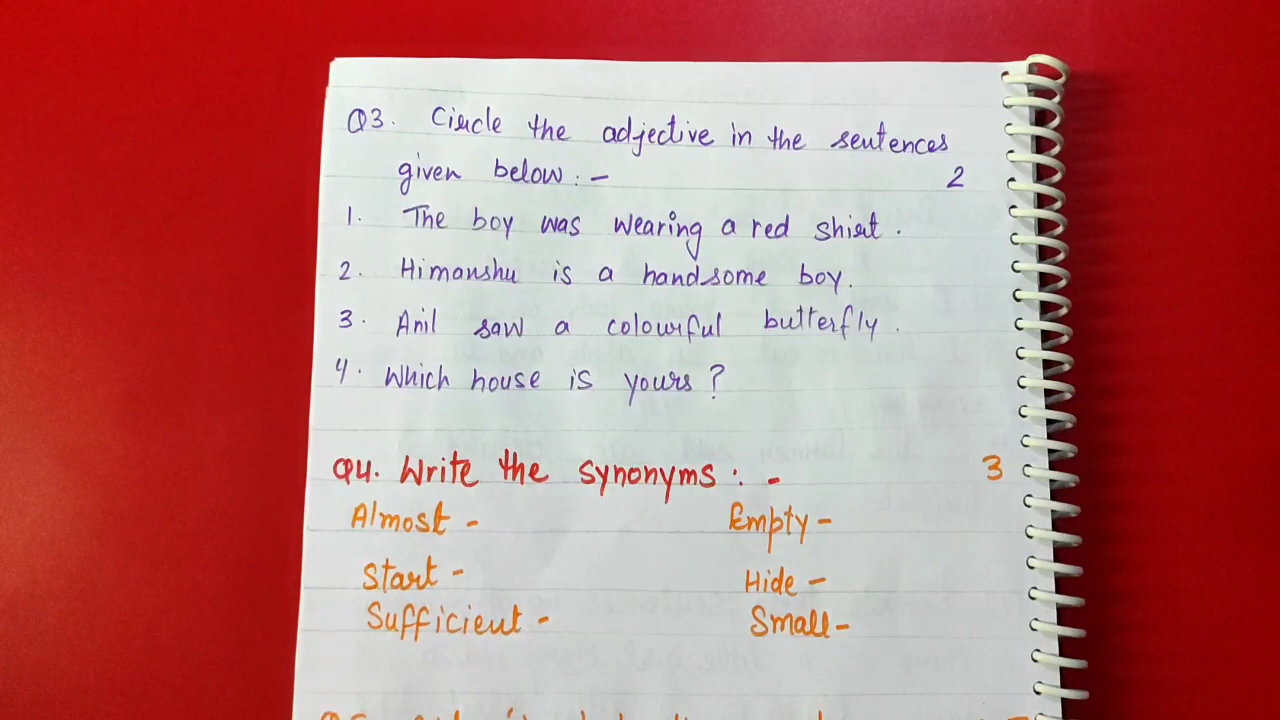 Q3. Circle the adjective in the sentences
given below :- 2
1. The boy was wearing a red shirt.
2. Himanshu is a handsome boy.
3. Anil saw a colourful butterfly.
4. Which house is yours?
Q4. Write the synonyms :- 3
Almost - Empty -
Start - Hide -
Sufficient - Small -